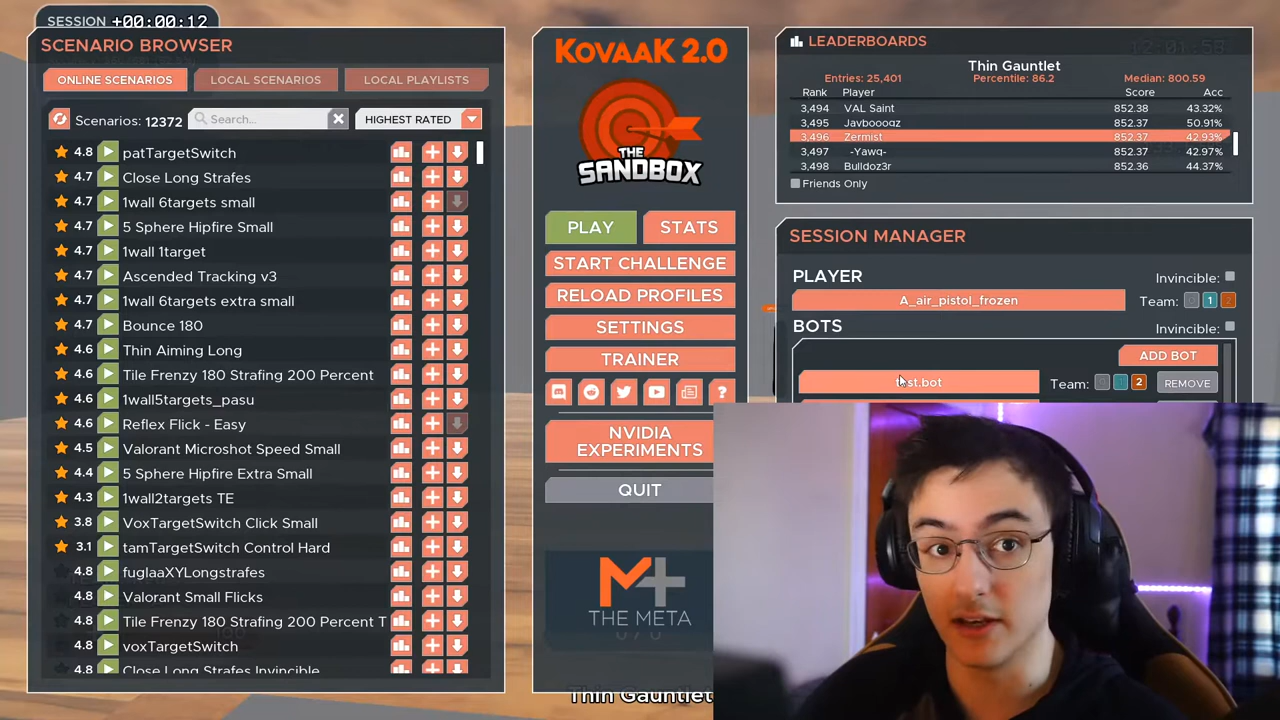 SESSION +00:00:12
SCENARIO BROWSER
ONLINE SCENARIOS
LOCAL SCENARIOS
LOCAL PLAYLISTS
Scenarios: 12372
Search...
HIGHEST RATED
4.8 patTargetSwitch
4.7 Close Long Strafes
4.7 1wall 6targets small
4.7 5 Sphere Hipfire Small
4.7 1wall 1target
4.7 Ascended Tracking v3
4.7 1wall 6targets extra small
4.7 Bounce 180
4.6 Thin Aiming Long
4.6 Tile Frenzy 180 Strafing 200 Percent
4.6 1wall5targets_pasu
4.6 Reflex Flick - Easy
4.5 Valorant Microshot Speed Small
4.4 5 Sphere Hipfire Extra Small
4.3 1wall2targets TE
3.8 VoxTargetSwitch Click Small
3.1 tamTargetSwitch Control Hard
4.8 fuglaaXYLongstrafes
4.8 Valorant Small Flicks
4.8 Tile Frenzy 180 Strafing 200 Percent T
4.8 voxTargetSwitch
4.8 Close Long Strafes Invincible
KOVAAK 2.0
THE
SANDBOX
PLAY
STATS
START CHALLENGE
RELOAD PROFILES
SETTINGS
TRAINER
?
NVIDIA
EXPERIMENTS
QUIT
M+
THE META
Thin Gauntlet
LEADERBOARDS
Thin Gauntlet
Entries: 25,401
Percentile: 86.2
Median: 800.59
Rank Player Score Acc
3,494 VAL Saint 852.38 43.32%
3,495 Javboooaz 852.37 50.91%
3,496 Zermist 852.37 42.93%
3,497 -Yawq- 852.37 42.97%
3,498 Bulldoz3r 852.36 44.37%
Friends Only
SESSION MANAGER
PLAYER
Invincible:
A_air_pistol_frozen
Team: 0 1 2
BOTS
Invincible:
ADD BOT
Team: 0 1 2
REMOVE